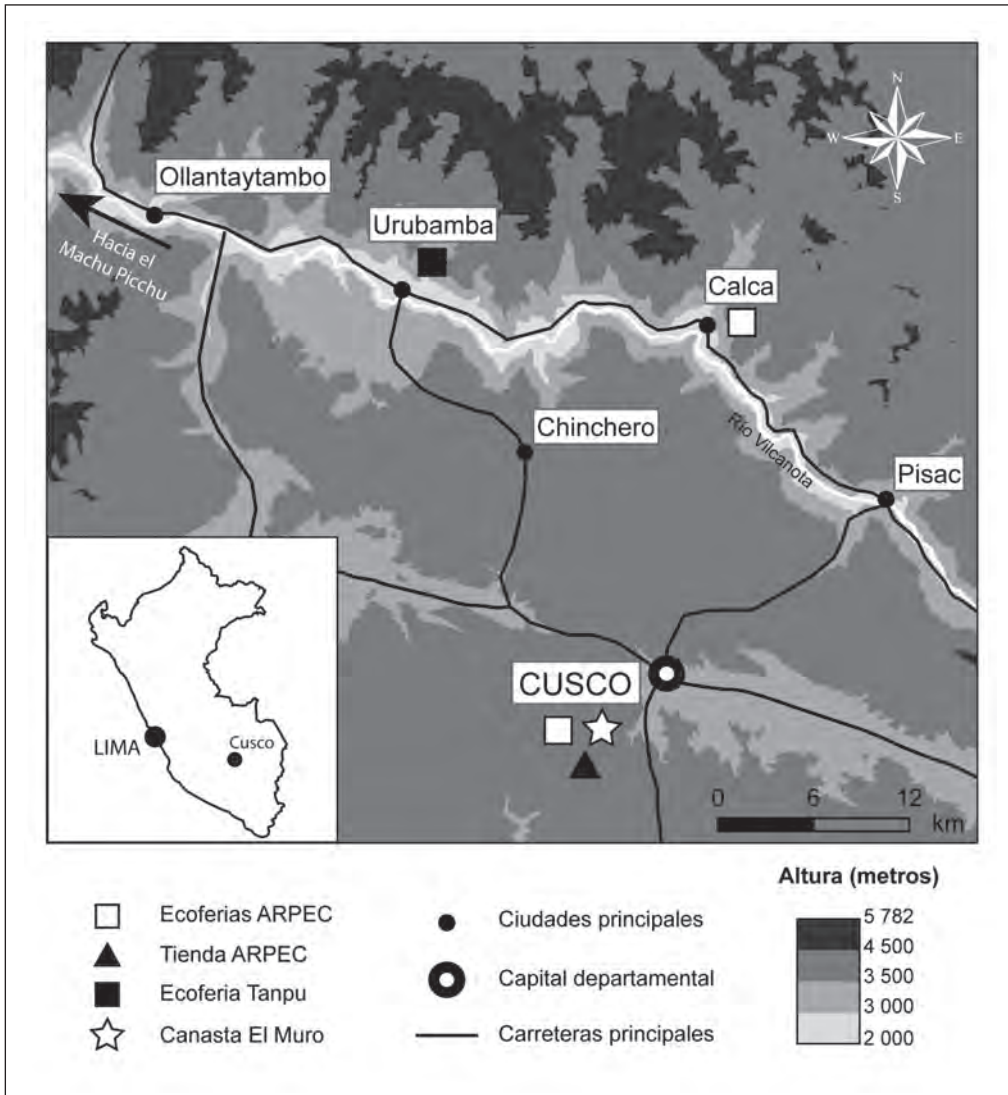 N
W
E
S
Ollantaytambo
Urubamba
Hacia el
Machu Picchu
Calca
Chinchero
Río Vilcanota
Pisac
CUSCO
LIMA
Cusco
0 6 12
km
Altura (metros)
5 782
4 500
3 500
3 000
2 000
Ecoferias ARPEC
Tienda ARPEC
Ecoferia Tanpu
Canasta El Muro
Ciudades principales
Capital departamental
Carreteras principales